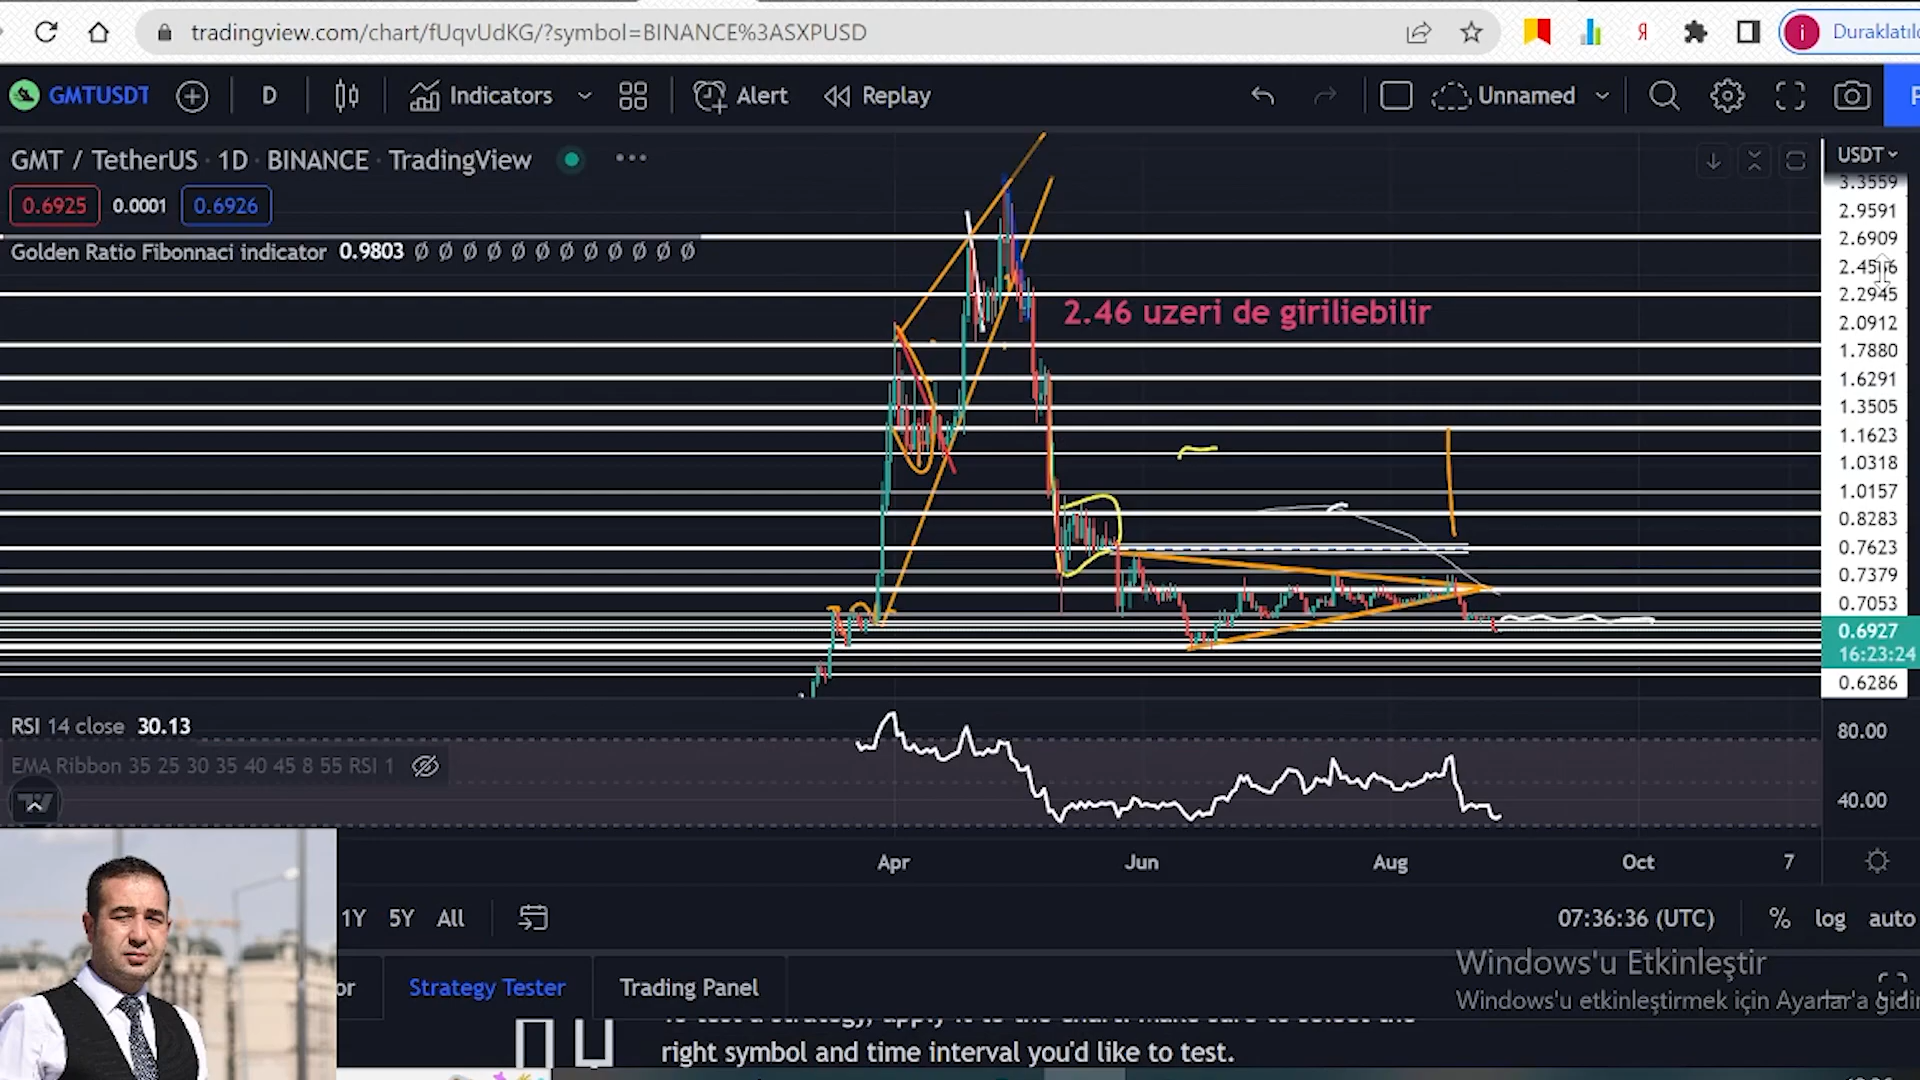 tradingview.com/chart/fUqvUdKG/?symbol=BINANCE%3ASXPUSD
GMTUSDT
D
Indicators
Alert
Replay
Unnamed
GMT / TetherUS · 1D · BINANCE · TradingView
USDT
0.6925
0.0001
0.6926
Golden Ratio Fibonnaci indicator 0.9803 Ø Ø Ø Ø Ø Ø Ø Ø Ø Ø Ø Ø
2.46 uzeri de giriliebilir
3.3559
2.9591
2.6909
2.2945
2.0912
1.7880
1.6291
1.3505
1.1623
1.0318
1.0157
0.8283
0.7623
0.7379
0.7053
0.6927
16:23:24
0.6286
RSI 14 close 30.13
EMA Ribbon 35 25 30 35 40 45 8 55 RSI 1
80.00
40.00
Apr
Jun
Aug
Oct
7
1Y
5Y
All
07:36:36 (UTC)
%
log
auto
Windows'u Etkinleştir
Windows'u etkinleştirmek için Ayarlar'a
or
Strategy Tester
Trading Panel
right symbol and time interval you'd like to test.